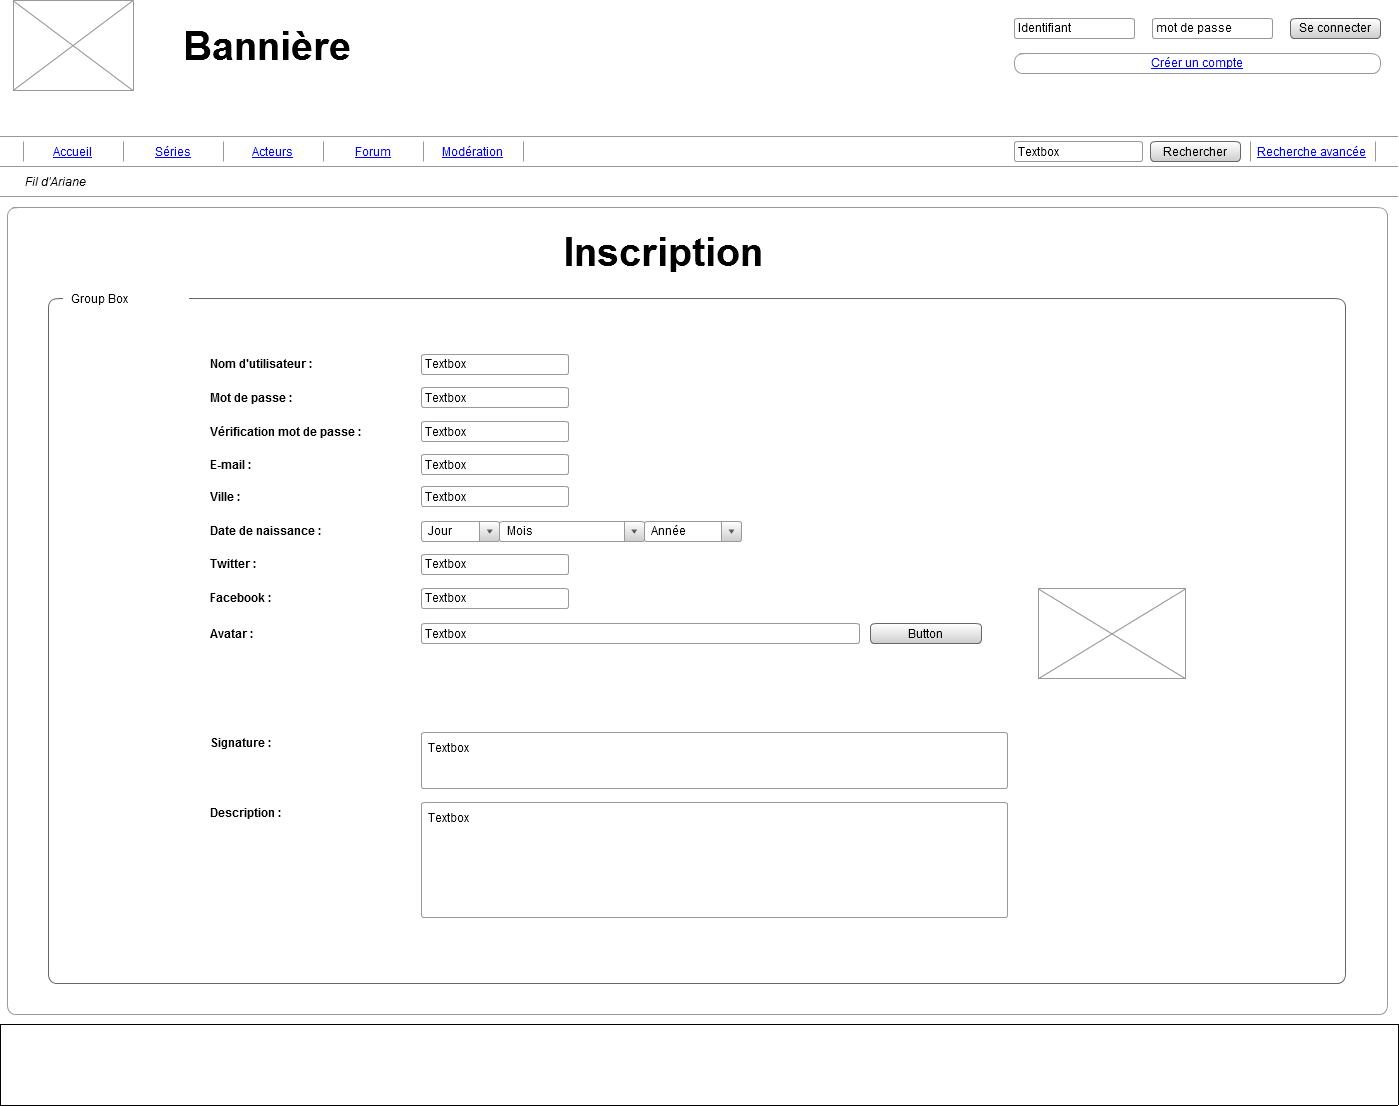 Bannière
Identifiant
mot de passe
Se connecter
Créer un compte
Accueil
Séries
Acteurs
Forum
Modération
Textbox
Rechercher
Recherche avancée
Fil d'Ariane
Inscription
Group Box
Nom d'utilisateur : Textbox
Mot de passe : Textbox
Vérification mot de passe : Textbox
E-mail : Textbox
Ville : Textbox
Date de naissance : Jour Mois Année
Twitter : Textbox
Facebook : Textbox
Avatar : Textbox Button
Signature : Textbox
Description : Textbox